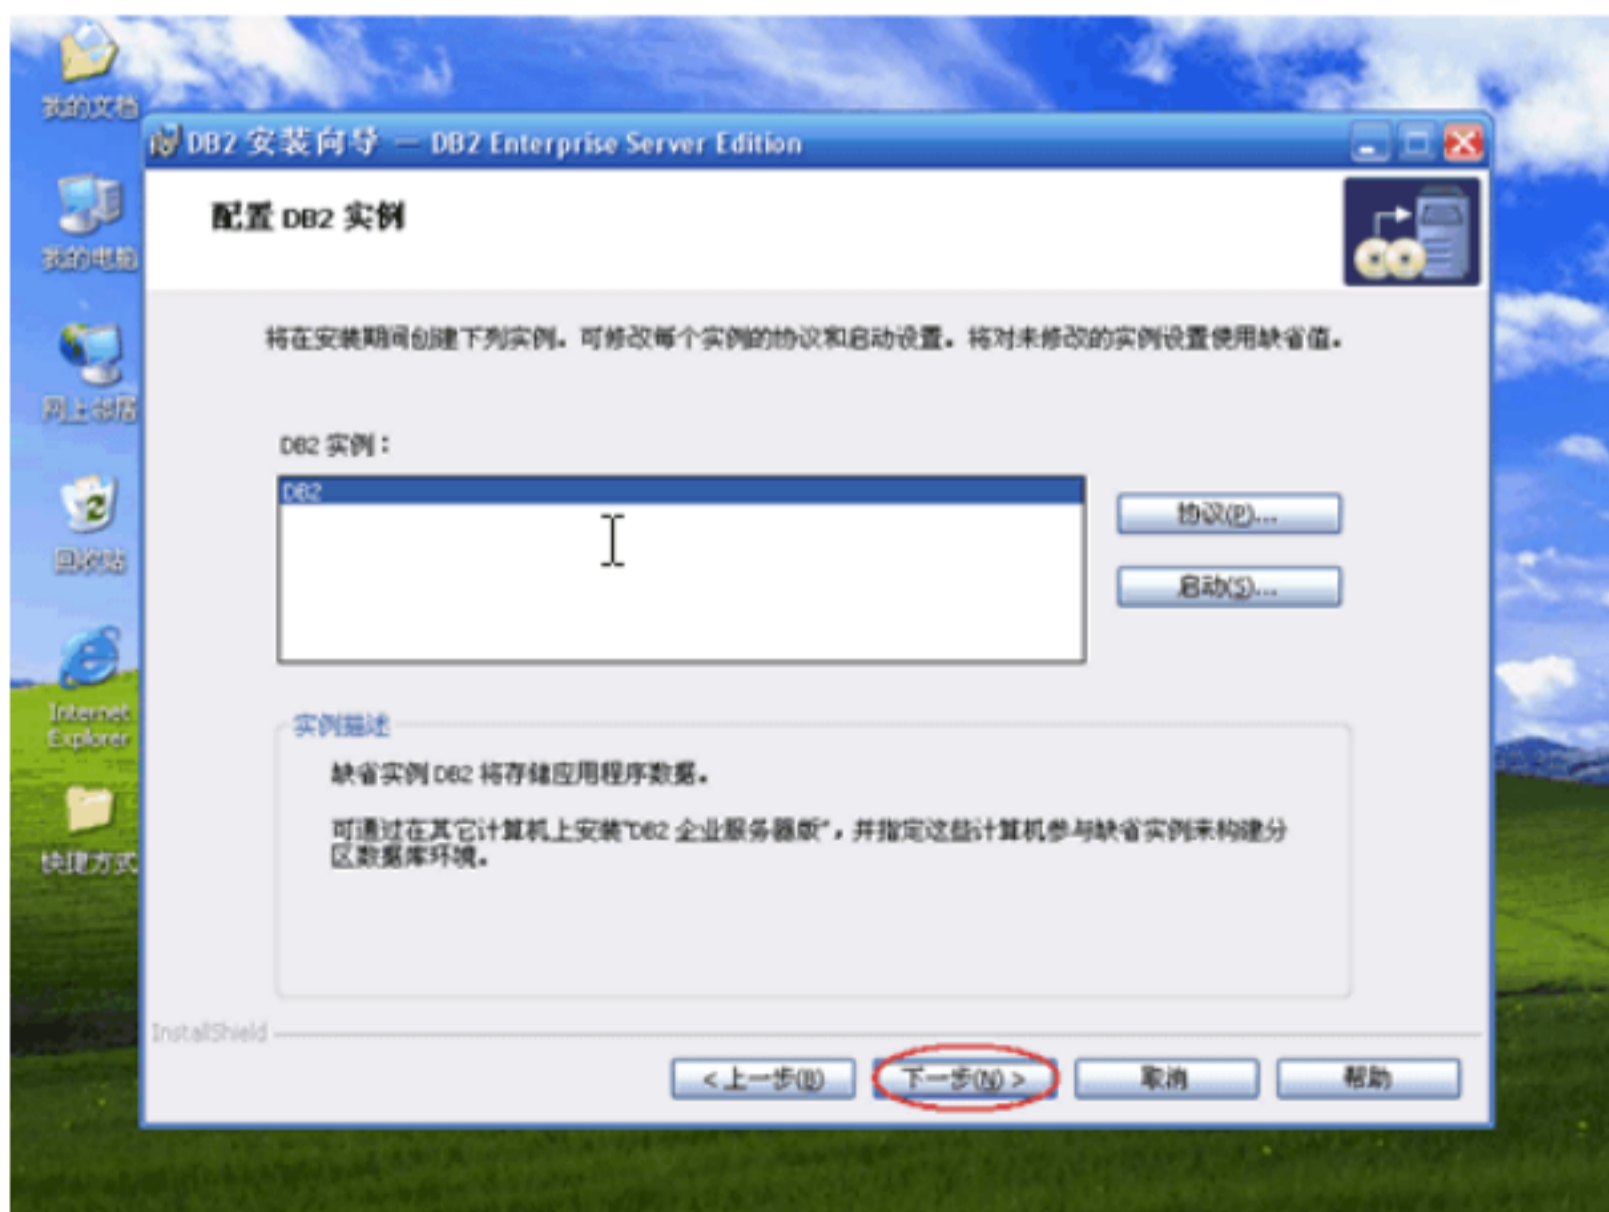 我的文档
DB2 安装向导 — DB2 Enterprise Server Edition
配置 DB2 实例
我的电脑
将在安装期间创建下列实例。可修改每个实例的协议和启动设置。将对未修改的实例设置使用缺省值。
网上邻居
DB2 实例：
DB2
协议(P)...
回收站
启动(S)...
Internet
Explorer
实例描述
缺省实例 DB2 将存储应用程序数据。
可通过在其它计算机上安装"DB2 企业服务器版"，并指定这些计算机参与缺省实例来构建分
区数据库环境。
快捷方式
InstallShield
<上一步(B)
下一步(N) >
取消
帮助